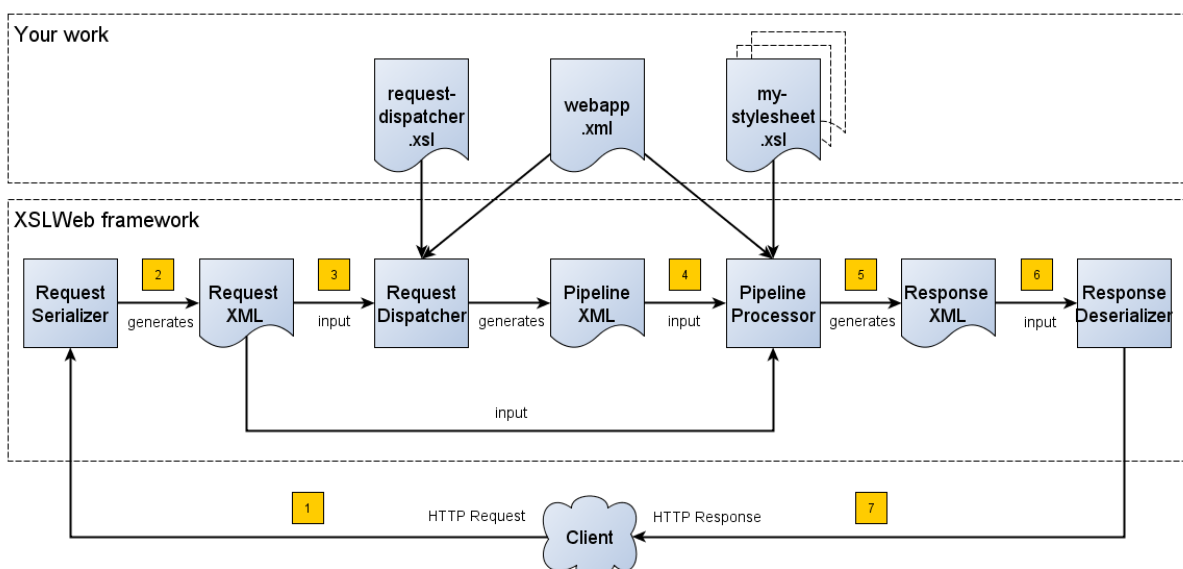 Your work
request-
dispatcher
.xsl
webapp
.xml
my-
stylesheet
.xsl
XSLWeb framework
Request
Serializer
2
generates
Request
XML
3
input
Request
Dispatcher
generates
Pipeline
XML
4
input
Pipeline
Processor
5
generates
Response
XML
6
input
Response
Deserializer
input
1
HTTP Request
Client
HTTP Response
7